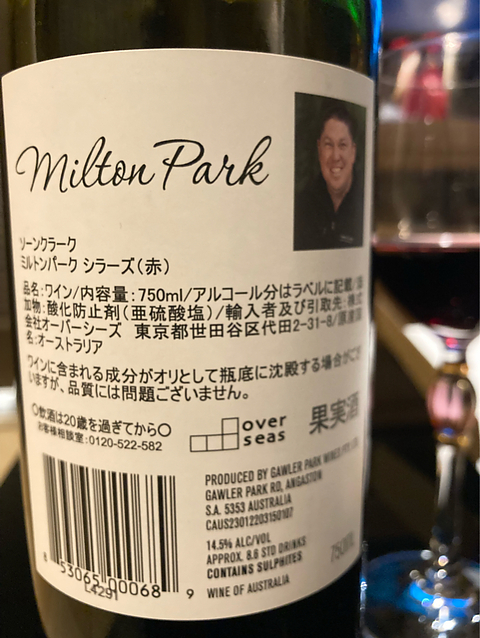 Milton Park
ソーンクラーク
ミルトンパーク シラーズ(赤)
品名:ワイン/内容量:750ml/アルコール分はラベルに記載/
加物:酸化防止剤(亜硫酸塩)/輸入者及び引取先:株式
会社オーバーシーズ 東京都世田谷区代田2-31-8/原産国
名:オーストラリア
ワインに含まれる成分がオリとして瓶底に沈殿する場合がござ
いますが、品質には問題ございません。
〇飲酒は20歳を過ぎてから〇
お客様相談室:0120-522-582
over
seas
果実酒
PRODUCED BY GAWLER PARK WINES PTY LTD
GAWLER PARK RD, ANGASTON
S.A. 5353 AUSTRALIA
CAUS23012203150107
14.5% ALC/VOL
APPROX. 8.6 STD DRINKS
CONTAINS SULPHITES
WINE OF AUSTRALIA
750ML
53065 00068 9
L4291